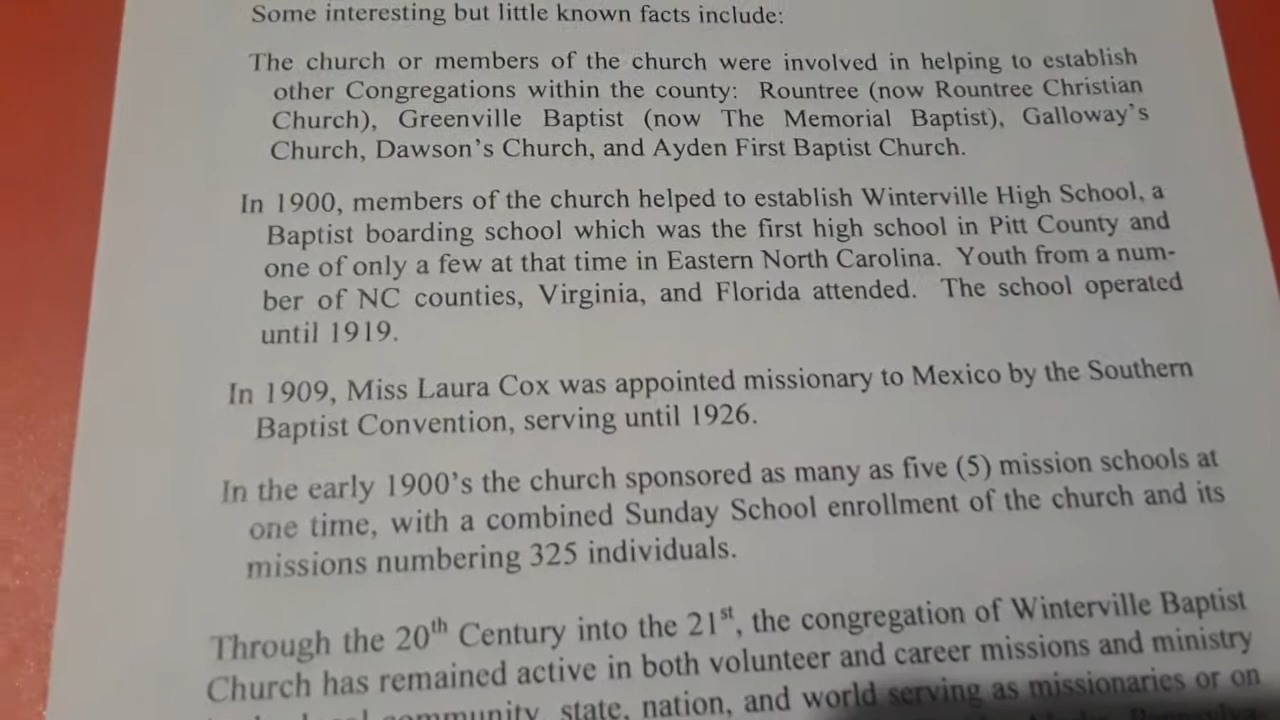 Some interesting but little known facts include:
The church or members of the church were involved in helping to establish
other Congregations within the county: Rountree (now Rountree Christian
Church), Greenville Baptist (now The Memorial Baptist), Galloway's
Church, Dawson's Church, and Ayden First Baptist Church.
In 1900, members of the church helped to establish Winterville High School, a
Baptist boarding school which was the first high school in Pitt County and
one of only a few at that time in Eastern North Carolina. Youth from a num-
ber of NC counties, Virginia, and Florida attended. The school operated
until 1919.
In 1909, Miss Laura Cox was appointed missionary to Mexico by the Southern
Baptist Convention, serving until 1926.
In the early 1900's the church sponsored as many as five (5) mission schools at
one time, with a combined Sunday School enrollment of the church and its
missions numbering 325 individuals.
Through the 20th Century into the 21st, the congregation of Winterville Baptist
Church has remained active in both volunteer and career missions and ministry
community, state, nation, and world serving as missionaries or on